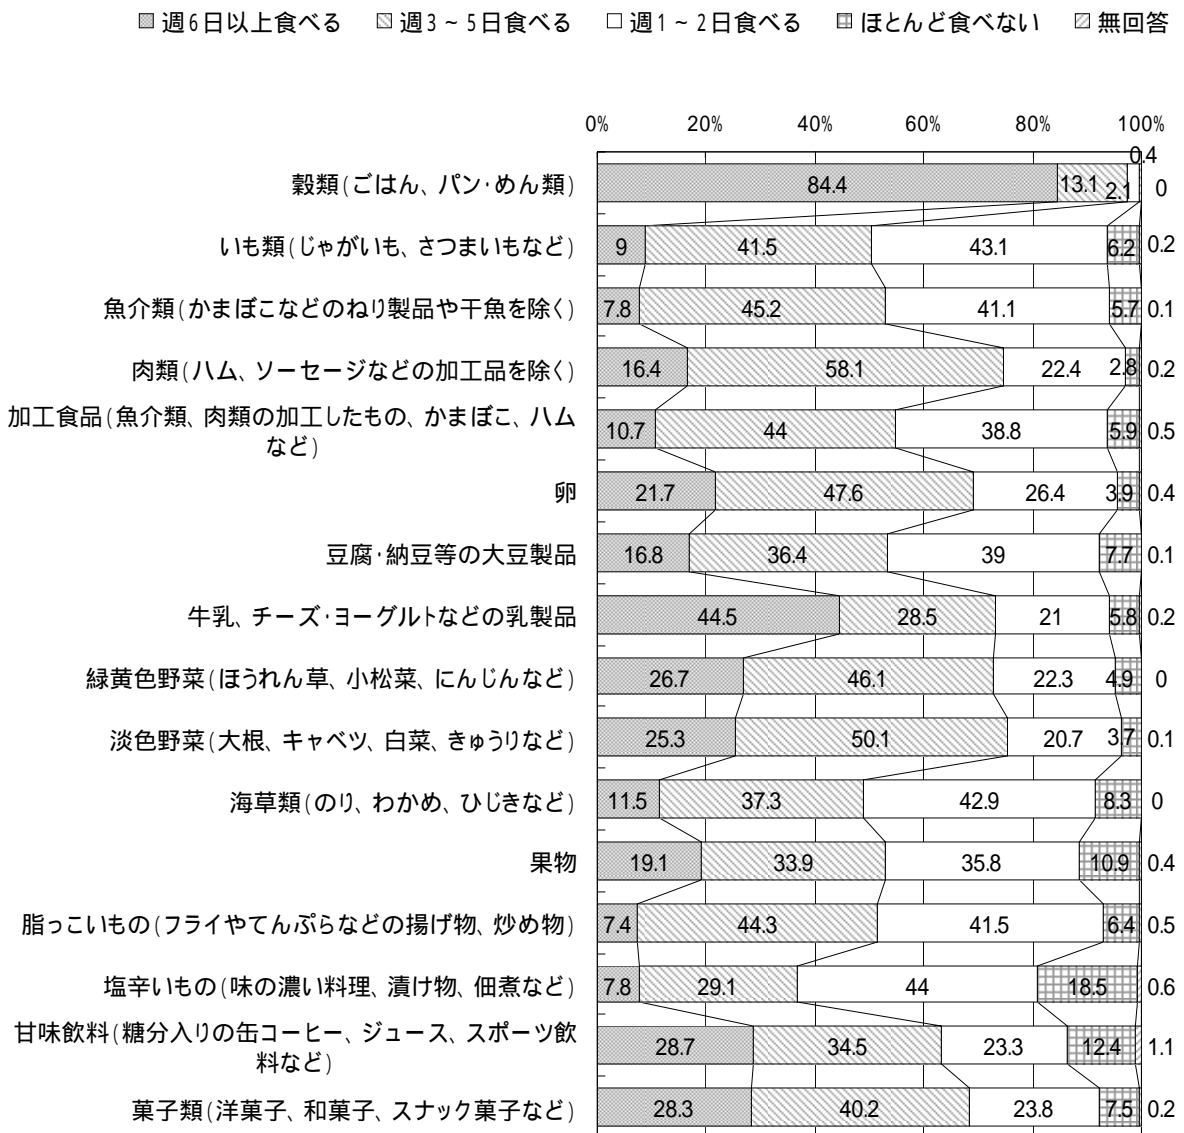 週6日以上食べる 週3~5日食べる 週1~2日食べる ほとんど食べない 無回答
0% 20% 40% 60% 80% 100%
穀類(ごはん、パン・めん類) 84.4 13.1 2.1 0.4 0
いも類(じゃがいも、さつまいもなど) 9 41.5 43.1 6.2 0.2
魚介類(かまぼこなどのねり製品や干魚を除く) 7.8 45.2 41.1 5.7 0.1
肉類(ハム、ソーセージなどの加工品を除く) 16.4 58.1 22.4 2.8 0.2
加工食品(魚介類、肉類の加工したもの、かまぼこ、ハム
など) 10.7 44 38.8 5.9 0.5
卵 21.7 47.6 26.4 3.9 0.4
豆腐・納豆等の大豆製品 16.8 36.4 39 7.7 0.1
牛乳、チーズ・ヨーグルトなどの乳製品 44.5 28.5 21 5.8 0.2
緑黄色野菜(ほうれん草、小松菜、にんじんなど) 26.7 46.1 22.3 4.9 0
淡色野菜(大根、キャベツ、白菜、きゅうりなど) 25.3 50.1 20.7 3.7 0.1
海草類(のり、わかめ、ひじきなど) 11.5 37.3 42.9 8.3 0
果物 19.1 33.9 35.8 10.9 0.4
脂っこいもの(フライやてんぷらなどの揚げ物、炒め物) 7.4 44.3 41.5 6.4 0.5
塩辛いもの(味の濃い料理、漬け物、佃煮など) 7.8 29.1 44 18.5 0.6
甘味飲料(糖分入りの缶コーヒー、ジュース、スポーツ飲
料など) 28.7 34.5 23.3 12.4 1.1
菓子類(洋菓子、和菓子、スナック菓子など) 28.3 40.2 23.8 7.5 0.2